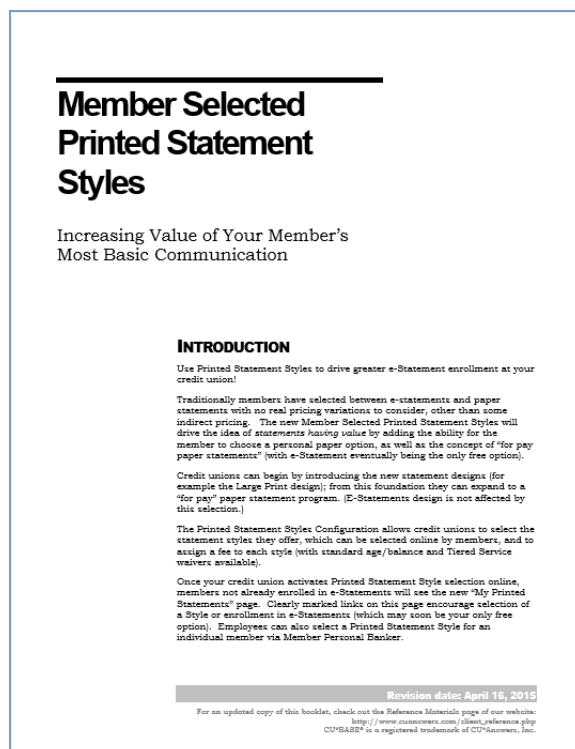 Member Selected
Printed Statement
Styles
Increasing Value of Your Member's
Most Basic Communication
INTRODUCTION
Use Printed Statement Styles to drive greater e-Statement enrollment at your
credit union!
Traditionally members have selected between e-statements and paper
statements with no real pricing variations to consider, other than some
indirect pricing.   The new Member Selected Printed Statement Styles will
drive the idea of statements having value by adding the ability for the
member to choose a personal paper option, as well as the concept of "for pay
paper statements" (with e-Statement eventually being the only free option).
Credit unions can begin by introducing the new statement designs (for
example the Large Print design); from this foundation they can expand to a
"for pay" paper statement program. (E-Statements design is not affected by
this selection.)
The Printed Statement Styles Configuration allows credit unions to select the
statement styles they offer, which can be selected online by members, and to
assign a fee to each style (with standard age/balance and Tiered Service
waivers available).
Once your credit union activates Printed Statement Style selection online,
members not already enrolled in e-Statements will see the new "My Printed
Statements" page.  Clearly marked links on this page encourage selection of
a Style or enrollment in e-Statements (which may soon be your only free
option).  Employees can also select a Printed Statement Style for an
individual member via Member Personal Banker.
Revision date: April 16, 2015
For an updated copy of this booklet, check out the Reference Materials page of our website:
http://www.cuanswers.com/client_reference.php
CU*BASE® is a registered trademark of CU*Answers, Inc.